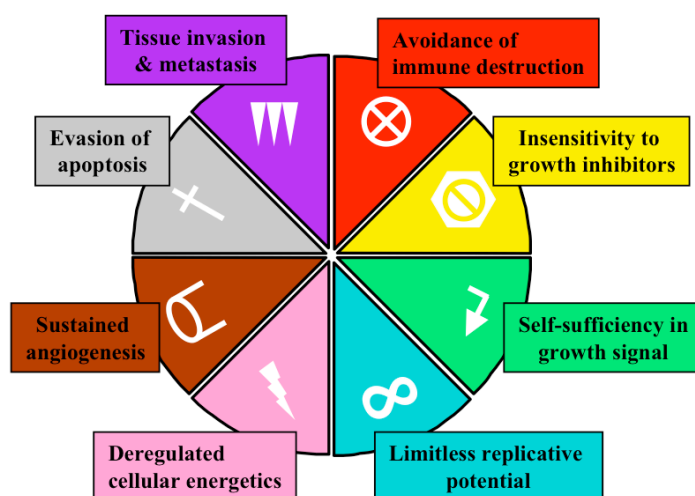 Tissue invasion
& metastasis
Avoidance of
immune destruction
Evasion of
apoptosis
Insensitivity to
growth inhibitors
Sustained
angiogenesis
Self-sufficiency in
growth signal
Deregulated
cellular energetics
Limitless replicative
potential